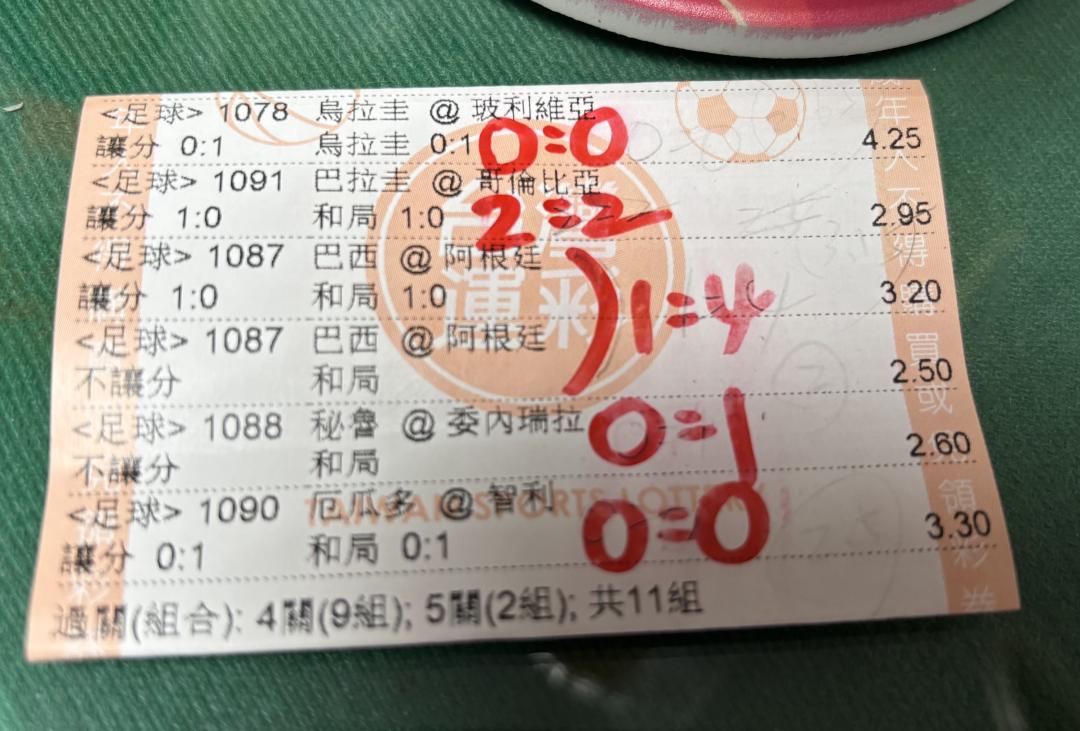 <足球> 1078 烏拉圭 @ 玻利維亞
讓分 0:1 烏拉圭 0:1 0:0 4.25
<足球> 1091 巴拉圭 @ 哥倫比亞
讓分 1:0 和局 1:0 2:2 2.95
<足球> 1087 巴西 @ 阿根廷
讓分 1:0 和局 1:0 )1:4 3.20
<足球> 1087 巴西 @ 阿根廷
不讓分 和局 2.50
<足球> 1088 秘魯 @ 委內瑞拉 0:1
不讓分 和局 2.60
<足球> 1090 厄瓜多 @ 智利
讓分 0:1 和局 0:1 0:0 3.30
過關(組合): 4關(9組); 5關(2組); 共11組
台灣運彩
TAIWAN SPORTS LOTTERY